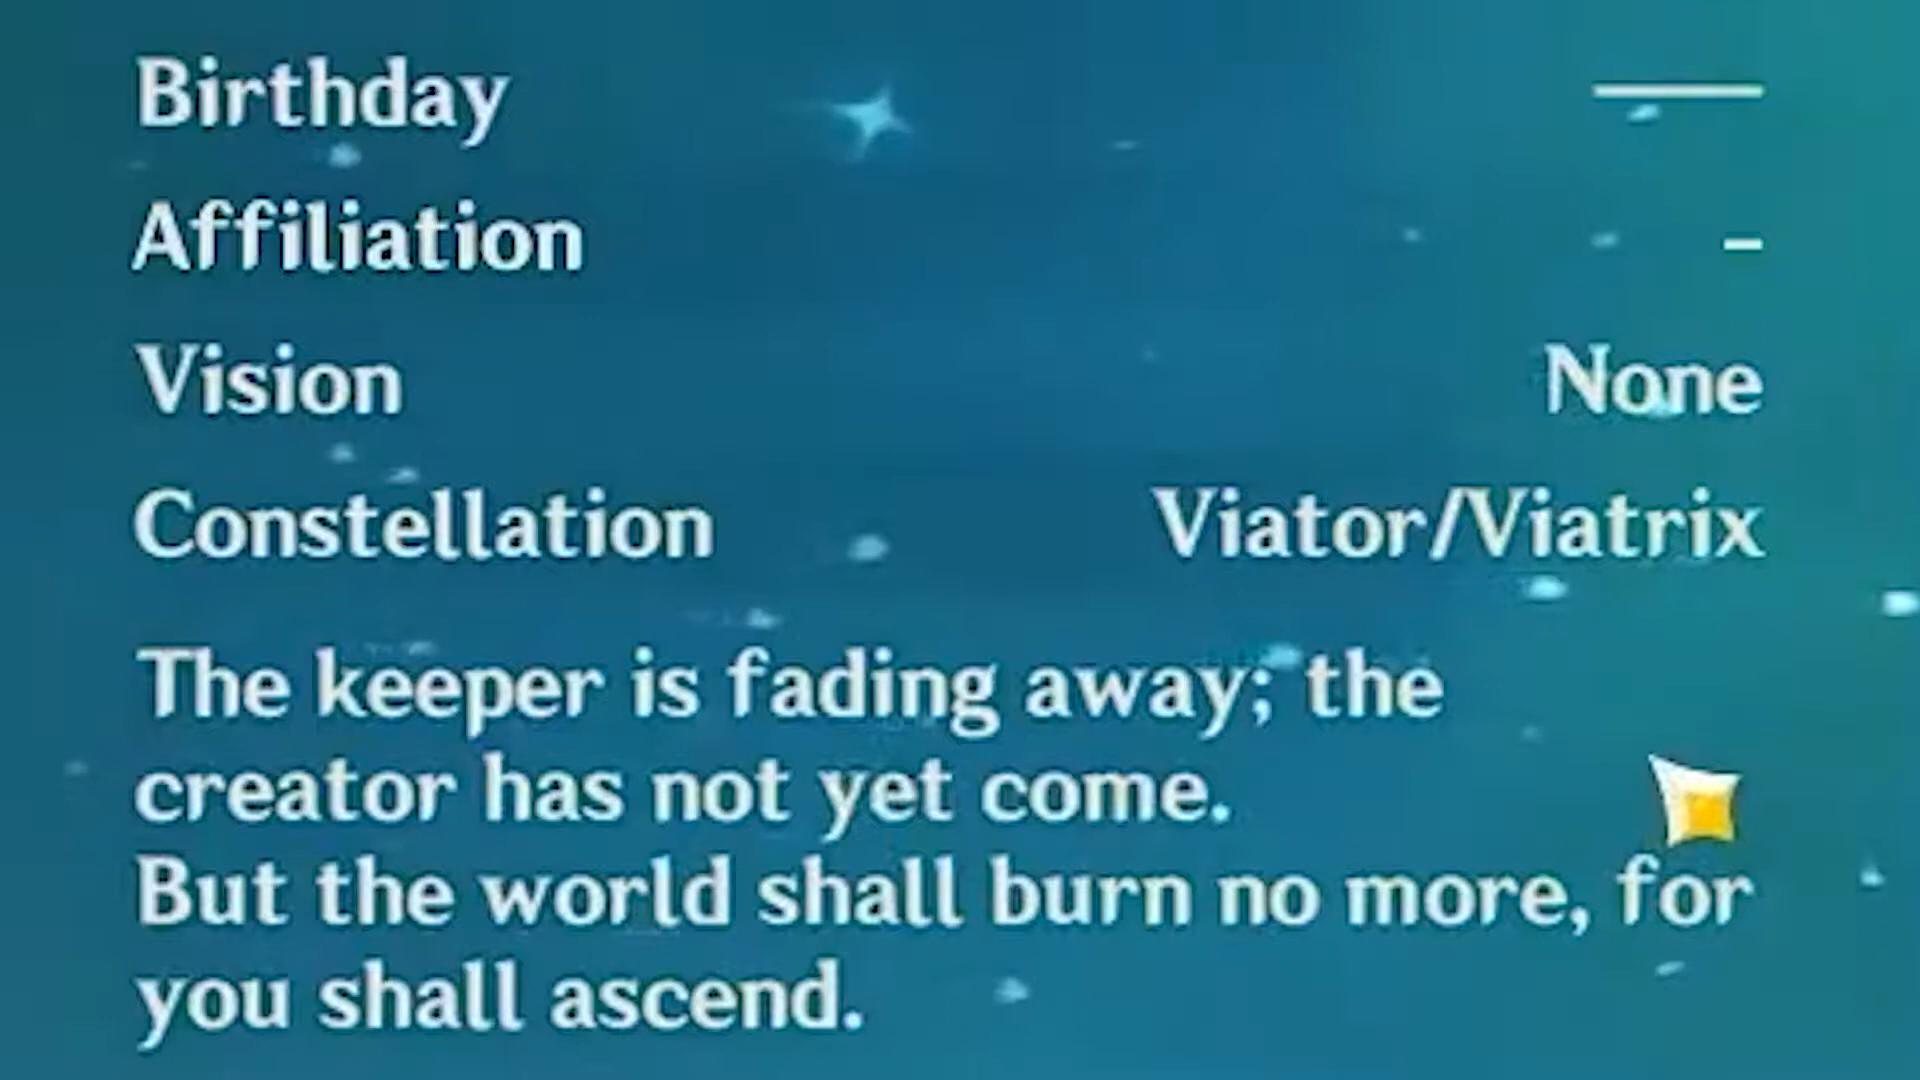 Birthday ——
Affiliation -
Vision None
Constellation Viator/Viatrix
The keeper is fading away; the
creator has not yet come.
But the world shall burn no more, for
you shall ascend.